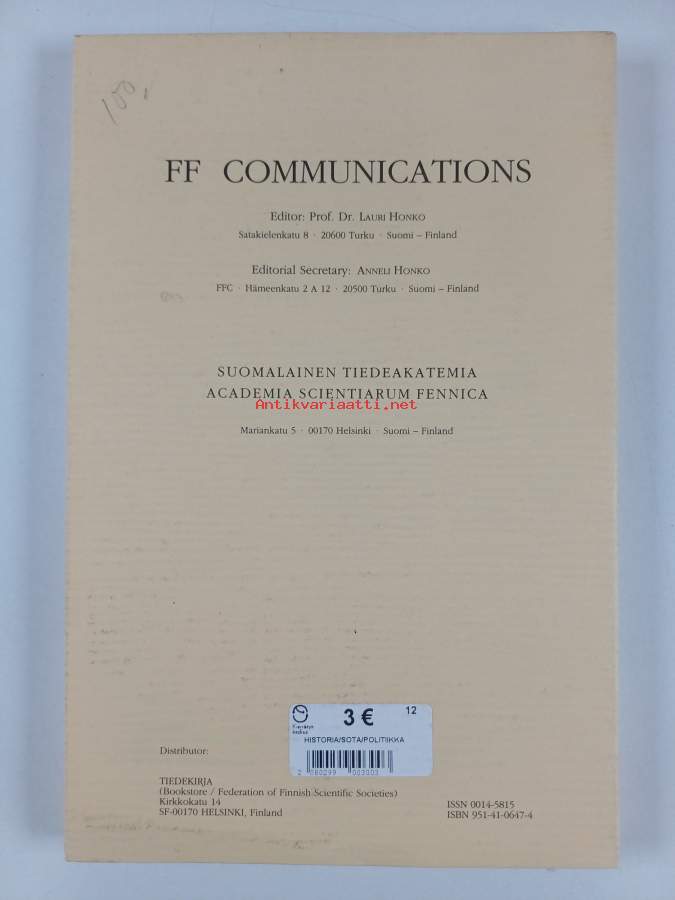 100,
FF COMMUNICATIONS
Editor: Prof. Dr. LAURI HONKO
Satakielenkatu 8 · 20600 Turku · Suomi – Finland
Editorial Secretary: ANNELI HONKO
FFC · Hämeenkatu 2 A 12 · 20500 Turku · Suomi – Finland
SUOMALAINEN TIEDEAKATEMIA
ACADEMIA SCIENTIARUM FENNICA
Antikvariaatti.net
Mariankatu 5 · 00170 Helsinki · Suomi – Finland
3 €
12
HISTORIA/SOTA/POLITIIKKA
Distributor:
TIEDEKIRJA
(Bookstore / Federation of Finnish Scientific Societies)
Kirkkokatu 14
SF-00170 HELSINKI, Finland
ISSN 0014-5815
ISBN 951-41-0647-4